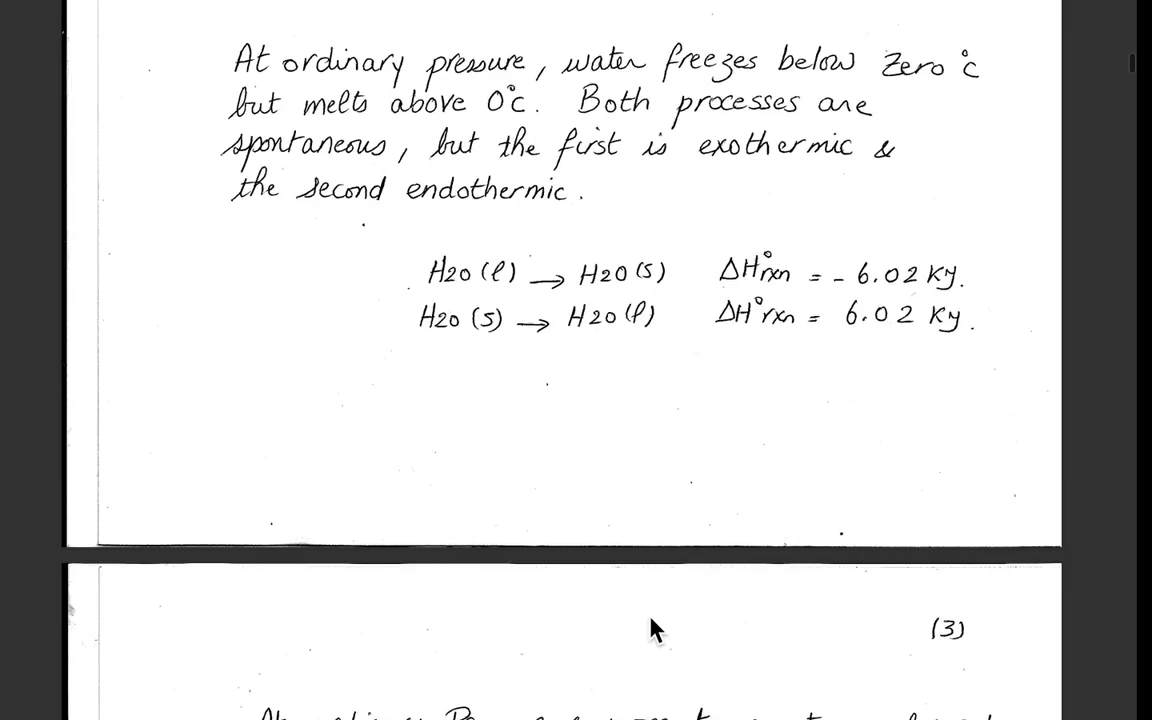 At ordinary pressure, water freezes below zero °C
but melts above 0°C. Both processes are
spontaneous, but the first is exothermic &
the second endothermic.
H2O (l) → H2O (s) ΔH°rxn = - 6.02 KJ.
H2O (s) → H2O (l) ΔH°rxn = 6.02 KJ.
(3)